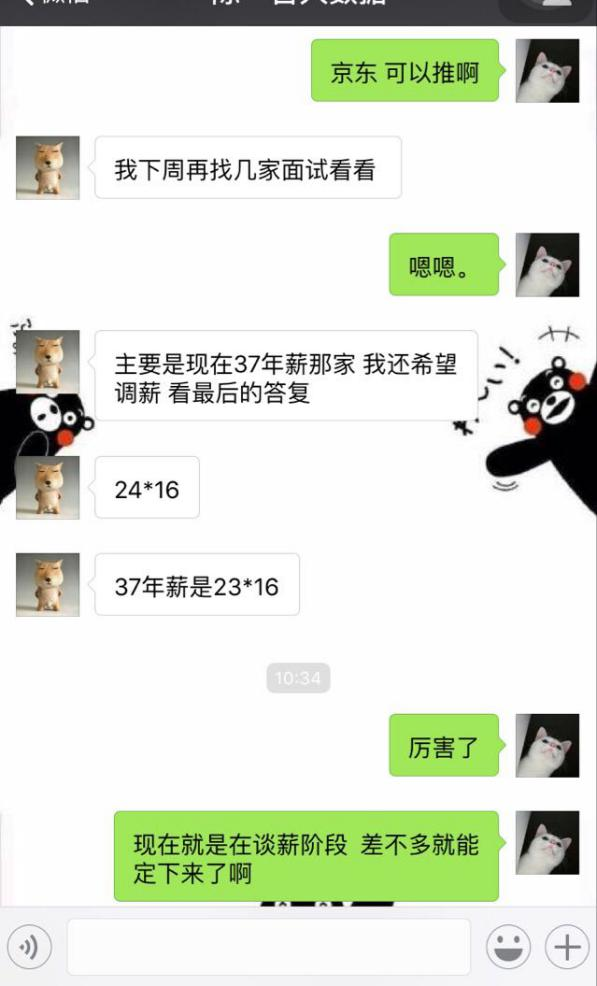 京东 可以推啊
我下周再找几家面试看看
嗯嗯。
主要是现在37年薪那家 我还希望
调薪 看最后的答复
24*16
37年薪是23*16
10:34
厉害了
现在就是在谈薪阶段 差不多就能
定下来了啊